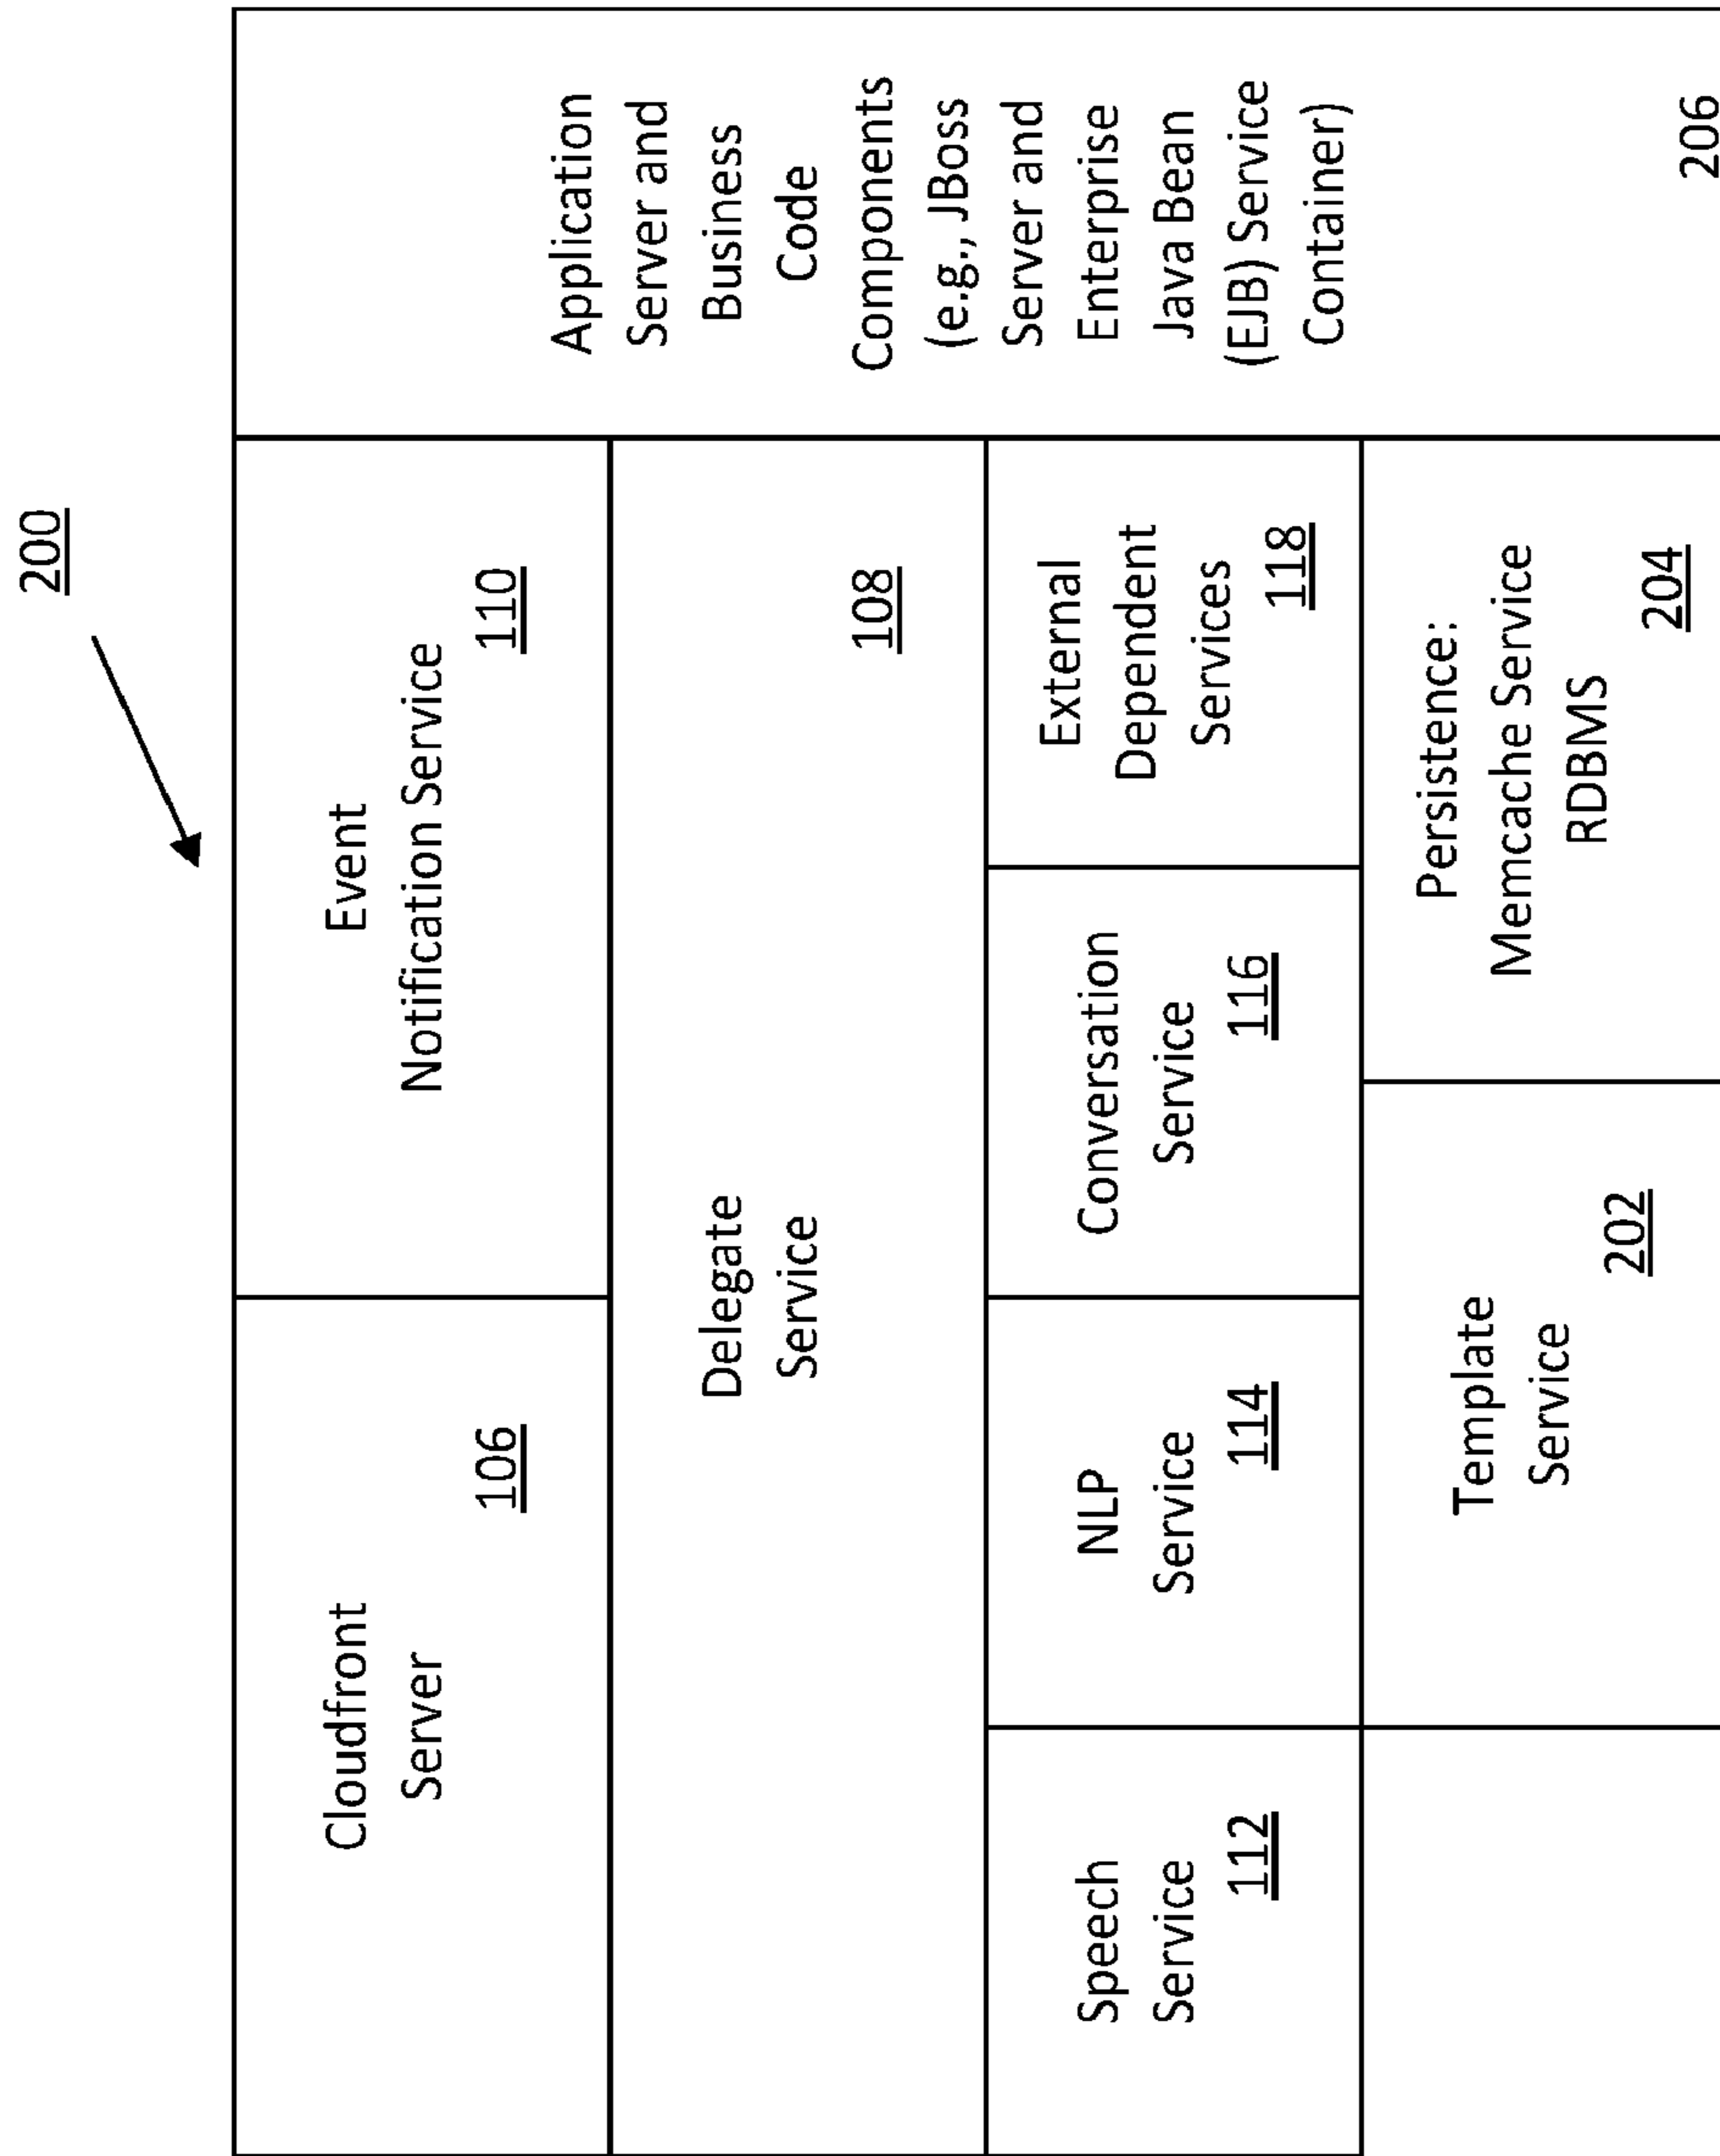 200
Cloudfront
Server
106
Event
Notification Service
110
Delegate
Service
108
Speech
Service
112
NLP
Service
114
Conversation
Service
116
External
Dependent
Services
118
Template
Service
202
Persistence:
Memcache Service
RDBMS
204
Application
Server and
Business
Code
Components
(e.g., JBoss
Server and
Enterprise
Java Bean
(EJB) Service
Container)
206